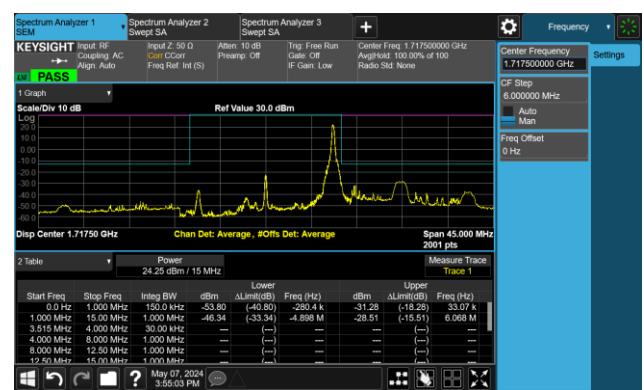 Spectrum Analyzer 1
SEM
Spectrum Analyzer 2
Swept SA
Spectrum Analyzer 3
Swept SA
+
Frequency
KEYSIGHT
Input: RF
Coupling: AC
Align: Auto
Input Z: 50 Ω
Corr CCorr
Freq Ref: Int (S)
Atten: 10 dB
Preamp: Off
Trig: Free Run
Gate: Off
IF Gain: Low
Center Freq: 1.717500000 GHz
Avg|Hold: 100.00% of 100
Radio Std: None
PASS
Center Frequency
1.717500000 GHz
Settings
CF Step
6.000000 MHz
Auto
Man
Freq Offset
0 Hz
1 Graph
Scale/Div 10 dB
Ref Value 30.0 dBm
Log
20.0
10.0
0.00
-10.0
-20.0
-30.0
-40.0
-50.0
-60.0
Disp Center 1.71750 GHz
Chan Det: Average , #Offs Det: Average
Span 45.000 MHz
2001 pts
2 Table
Power
24.25 dBm / 15 MHz
Measure Trace
Trace 1
Lower Upper
Start Freq Stop Freq Integ BW dBm ΔLimit(dB) Freq (Hz) dBm ΔLimit(dB) Freq (Hz)
0.0 Hz 1.000 MHz 150.0 kHz -53.80 (-40.80) -280.4 k -31.28 (-18.28) 33.07 k
1.000 MHz 15.00 MHz 1.000 MHz -46.34 (-33.34) -4.898 M -28.51 (-15.51) 6.068 M
3.515 MHz 4.000 MHz 30.00 kHz --- (---) --- --- (---) ---
4.000 MHz 8.000 MHz 1.000 MHz --- (---) --- --- (---) ---
8.000 MHz 12.50 MHz 1.000 MHz --- (---) --- --- (---) ---
12.50 MHz 15.00 MHz 1.000 MHz --- (---) --- --- (---) ---
?
May 07, 2024
3:55:03 PM